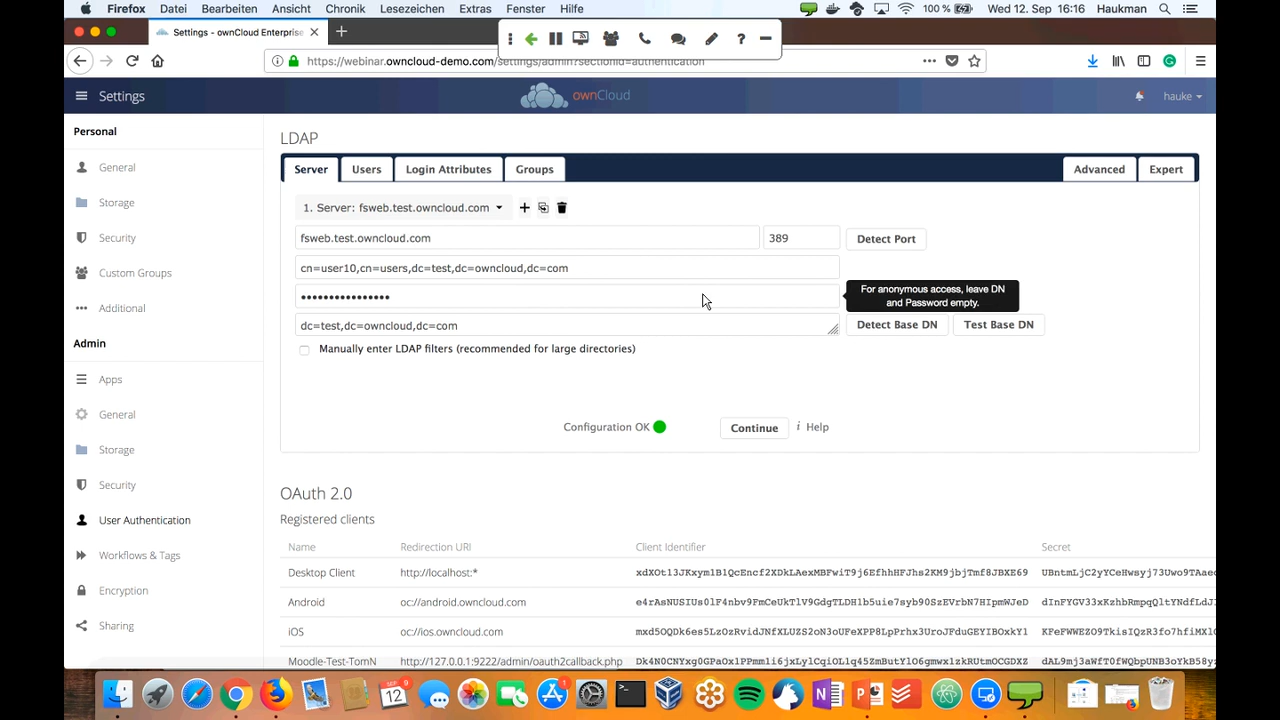 Firefox Datei Bearbeiten Ansicht Chronik Lesezeichen Extras Fenster Hilfe 100 % Mi 12. Sep 16:16 Haukman
Settings - ownCloud Enterprise
https://webinar.owncloud-demo.com/settings/admin?sectionid=authentication
Settings ownCloud hauke
Personal
General
Storage
Security
Custom Groups
Additional
Admin
Apps
General
Storage
Security
User Authentication
Workflows & Tags
Encryption
Sharing
LDAP
Server Users Login Attributes Groups Advanced Expert
1. Server: fsweb.test.owncloud.com
fsweb.test.owncloud.com 389 Detect Port
cn=user10,cn=users,dc=test,dc=owncloud,dc=com
••••••••••••••••
For anonymous access, leave DN
and Password empty.
dc=test,dc=owncloud,dc=com Detect Base DN Test Base DN
Manually enter LDAP filters (recommended for large directories)
Configuration OK Continue i Help
OAuth 2.0
Registered clients
Name Redirection URI Client Identifier Secret
Desktop Client http://localhost:*
Android oc://android.owncloud.com
iOS oc://ios.owncloud.com
Moodle-Test-TomN http://127.0.0.1:9222/admin/oauth2callback.php
SEP
12